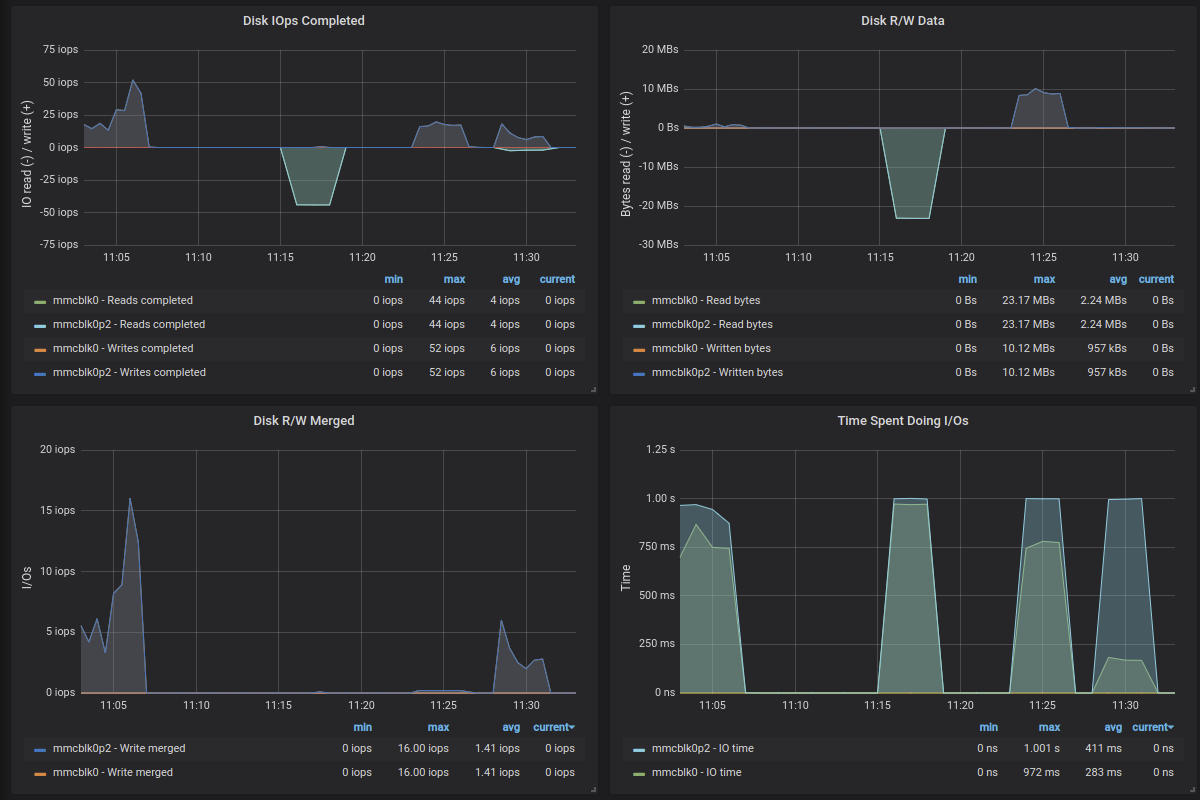 Disk IOps Completed
IO read (-) / write (+)
75 iops
50 iops
25 iops
0 iops
-25 iops
-50 iops
-75 iops
11:05 11:10 11:15 11:20 11:25 11:30
min max avg current
mmcblk0 - Reads completed 0 iops 44 iops 4 iops 0 iops
mmcblk0p2 - Reads completed 0 iops 44 iops 4 iops 0 iops
mmcblk0 - Writes completed 0 iops 52 iops 6 iops 0 iops
mmcblk0p2 - Writes completed 0 iops 52 iops 6 iops 0 iops
Disk R/W Data
Bytes read (-) / write (+)
20 MBs
10 MBs
0 Bs
-10 MBs
-20 MBs
-30 MBs
11:05 11:10 11:15 11:20 11:25 11:30
min max avg current
mmcblk0 - Read bytes 0 Bs 23.17 MBs 2.24 MBs 0 Bs
mmcblk0p2 - Read bytes 0 Bs 23.17 MBs 2.24 MBs 0 Bs
mmcblk0 - Written bytes 0 Bs 10.12 MBs 957 kBs 0 Bs
mmcblk0p2 - Written bytes 0 Bs 10.12 MBs 957 kBs 0 Bs
Disk R/W Merged
I/Os
20 iops
15 iops
10 iops
5 iops
0 iops
11:05 11:10 11:15 11:20 11:25 11:30
min max avg current
mmcblk0p2 - Write merged 0 iops 16.00 iops 1.41 iops 0 iops
mmcblk0 - Write merged 0 iops 16.00 iops 1.41 iops 0 iops
Time Spent Doing I/Os
Time
1.25 s
1.00 s
750 ms
500 ms
250 ms
0 ns
11:05 11:10 11:15 11:20 11:25 11:30
min max avg current
mmcblk0p2 - IO time 0 ns 1.001 s 411 ms 0 ns
mmcblk0 - IO time 0 ns 972 ms 283 ms 0 ns